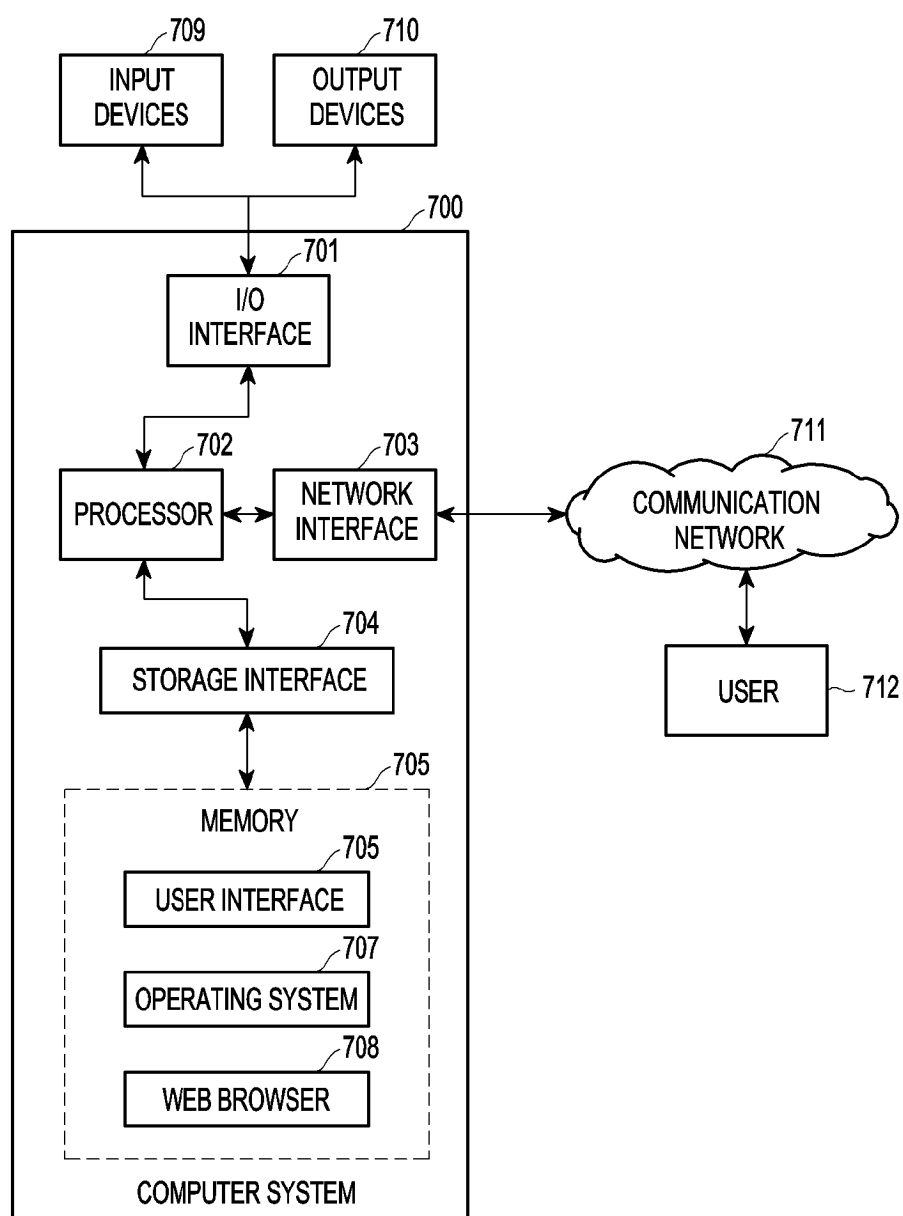 709
710
INPUT
DEVICES
OUTPUT
DEVICES
700
701
I/O
INTERFACE
702
703
711
PROCESSOR
NETWORK
INTERFACE
COMMUNICATION
NETWORK
704
STORAGE INTERFACE
USER
712
705
MEMORY
705
USER INTERFACE
707
OPERATING SYSTEM
708
WEB BROWSER
COMPUTER SYSTEM